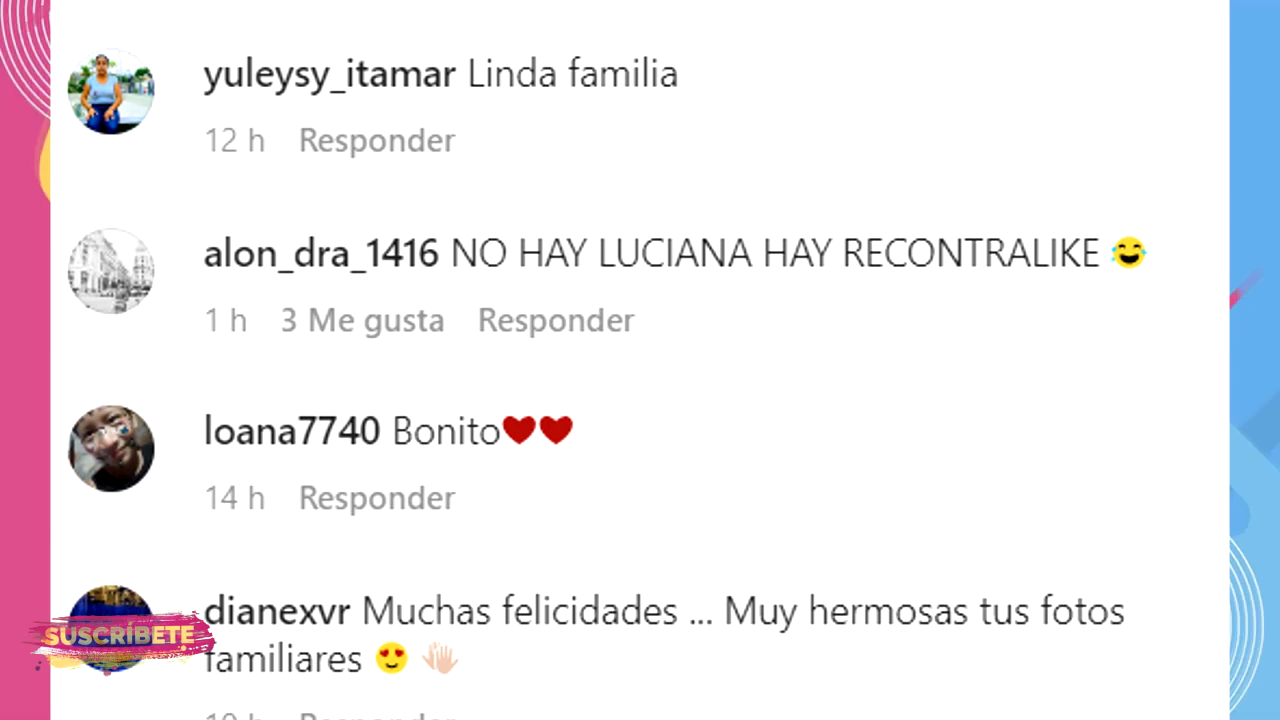 yuleysy_itamar Linda familia
12 h Responder
alon_dra_1416 NO HAY LUCIANA HAY RECONTRALIKE 😂
1 h 3 Me gusta Responder
loana7740 Bonito❤❤
14 h Responder
dianexvr Muchas felicidades ... Muy hermosas tus fotos
familiares 😍 👋🏻
SUSCRÍBETE
Responder